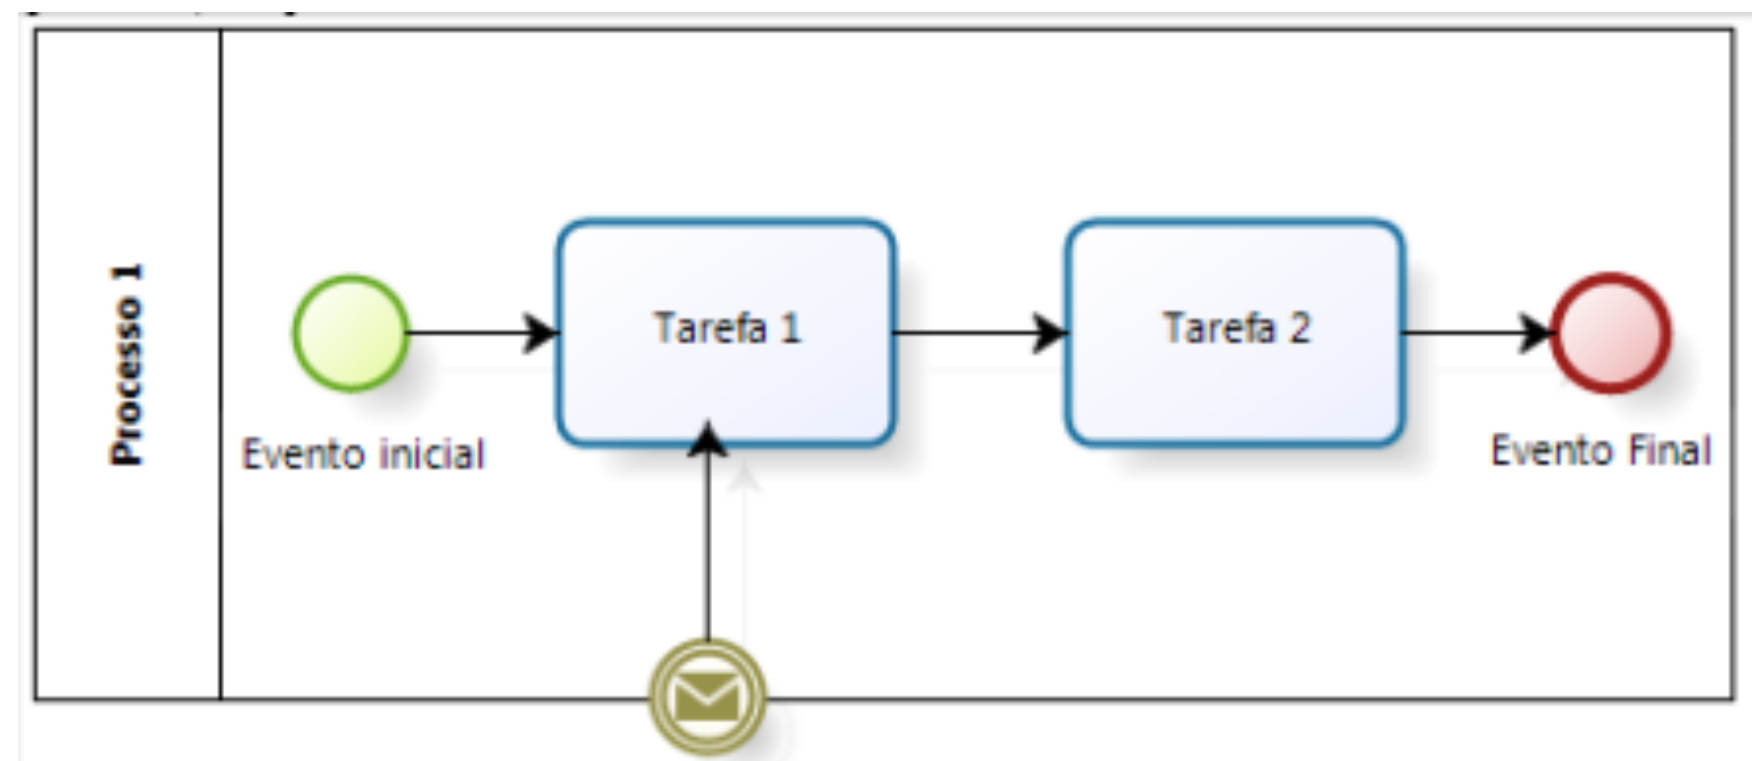 Processo 1
Tarefa 1
Tarefa 2
Evento inicial
Evento Final